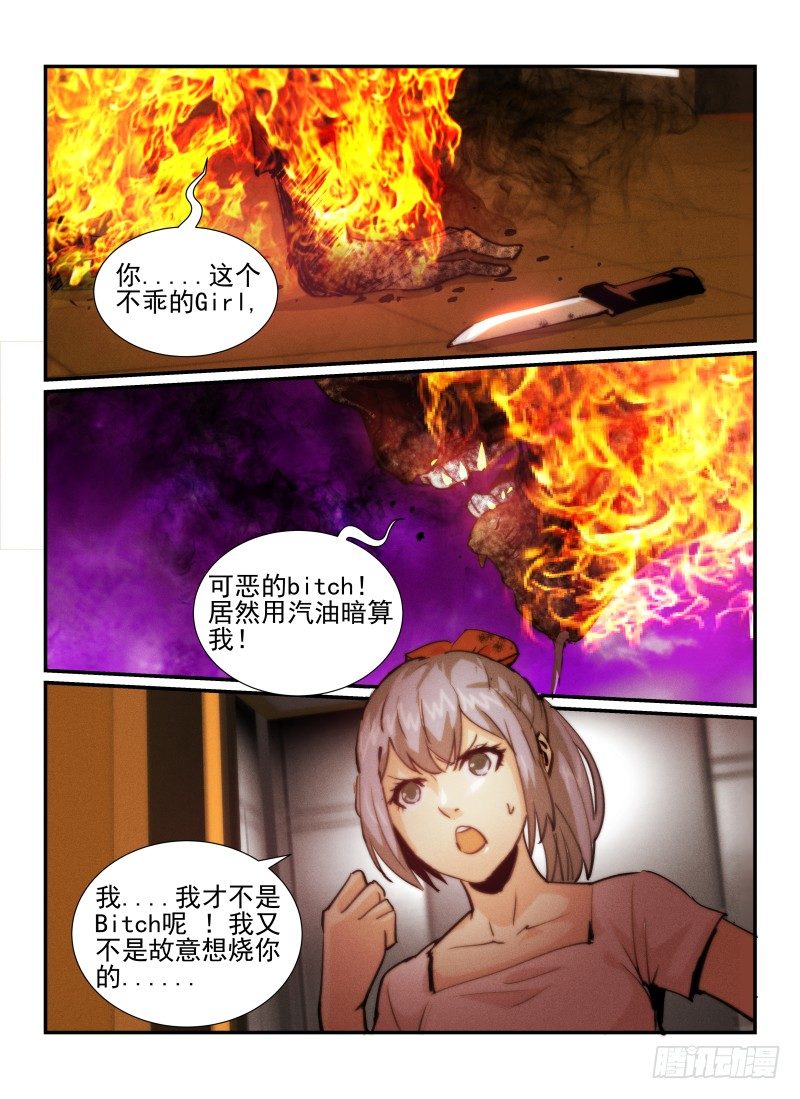 你.....这个
不乖的Girl,
可恶的bitch!
居然用汽油暗算
我!
我....我才不是
Bitch呢 ! 我又
不是故意想烧你
的......
腾讯动漫